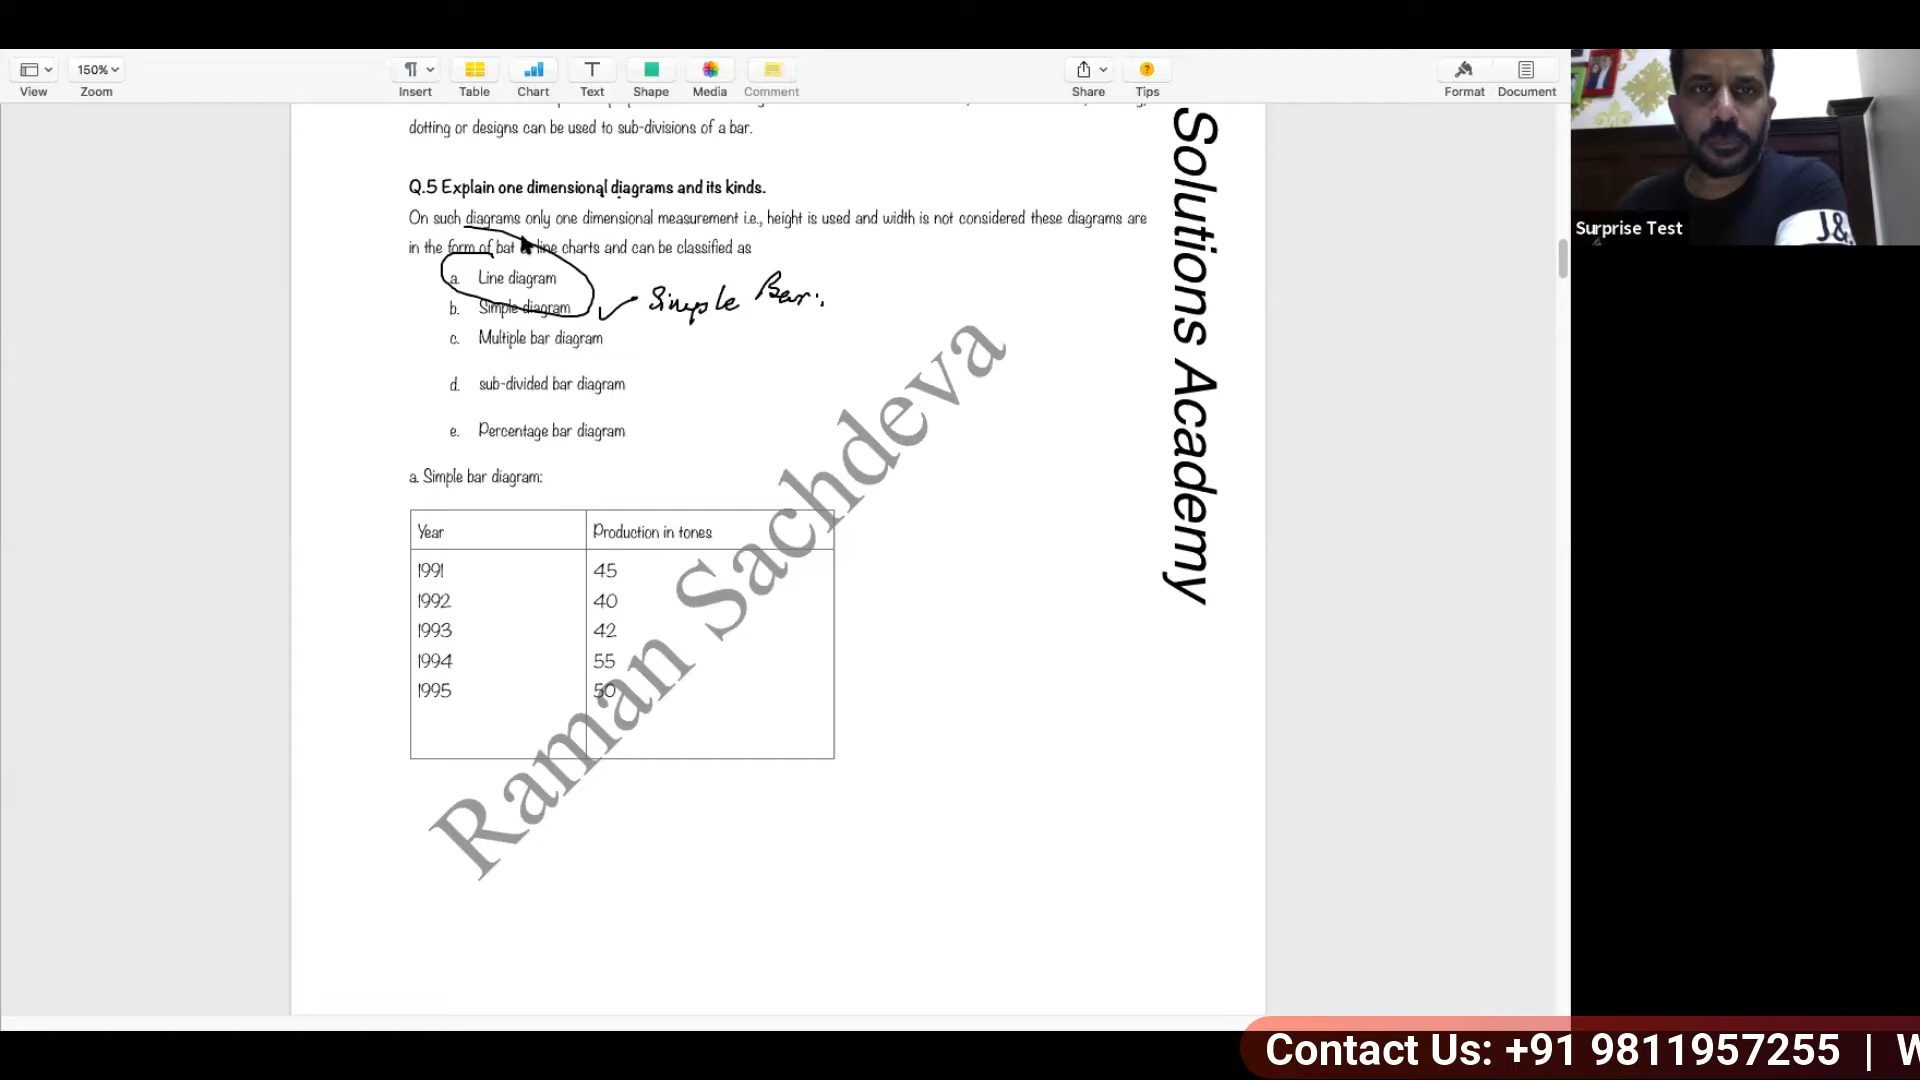 150%
View
Zoom
Insert
Table
Chart
Text
Shape
Media
Comment
Share
Tips
Format
Document
dotting or designs can be used to sub-divisions of a bar.
Q.5 Explain one dimensional diagrams and its kinds.
On such diagrams only one dimensional measurement i.e., height is used and width is not considered these diagrams are
in the form of bat line charts and can be classified as
a. Line diagram
b. Simple diagram
Simple Bar:
c. Multiple bar diagram
d. sub-divided bar diagram
e. Percentage bar diagram
a. Simple bar diagram:
Year Production in tones
1991 45
1992 40
1993 42
1994 55
1995 50
Raman Sachdeva
Solutions Academy
J&
Surprise Test
Contact Us: +91 9811957255 | W